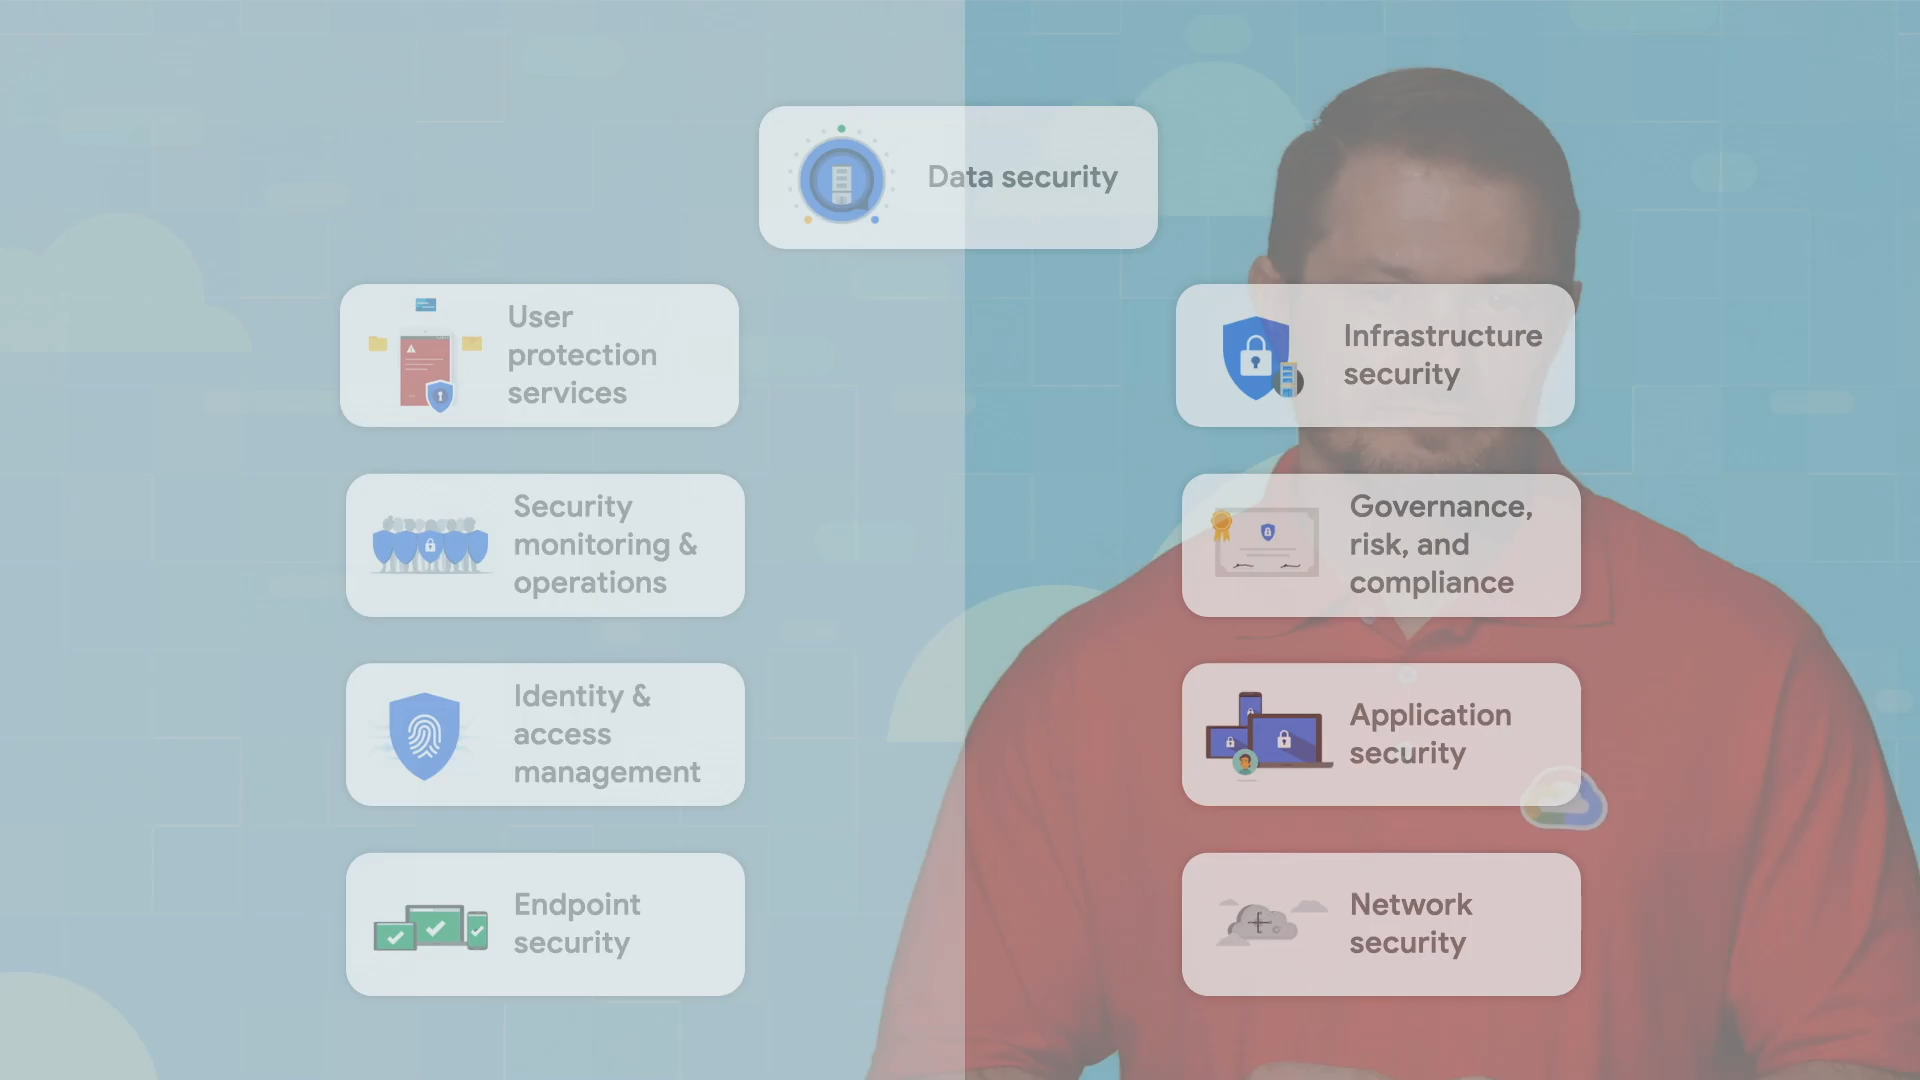 Data security
User
protection
services
Infrastructure
security
Security
monitoring &
operations
Governance,
risk, and
compliance
Identity &
access
management
Application
security
Endpoint
security
Network
security